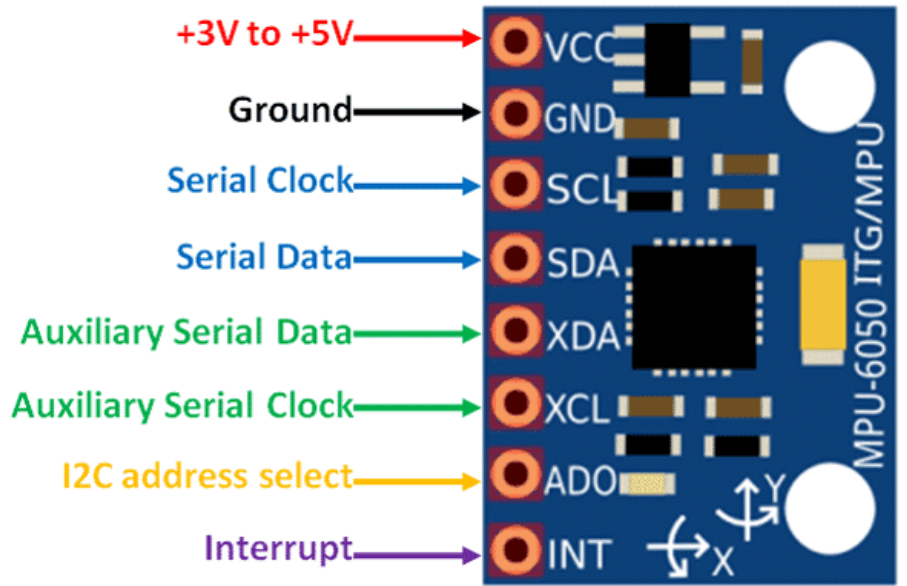 +3V to +5V
VCC
Ground
GND
Serial Clock
SCL
Serial Data
SDA
Auxiliary Serial Data
XDA
Auxiliary Serial Clock
XCL
I2C address select
ADO
Interrupt
INT
X
Y
MPU-6050 ITG/MPU